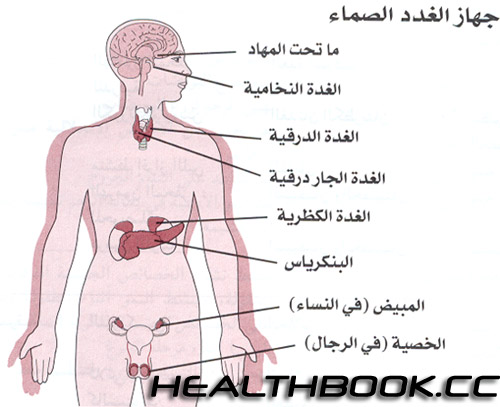 جهاز الغدد الصماء
ما تحت المهاد
الغدة النخامية
الغدة الدرقية
الغدة الجار درقية
الغدة الكظرية
البنكرياس
المبيض (في النساء)
الخصية (في الرجال)
HEALTHBOOK.CC